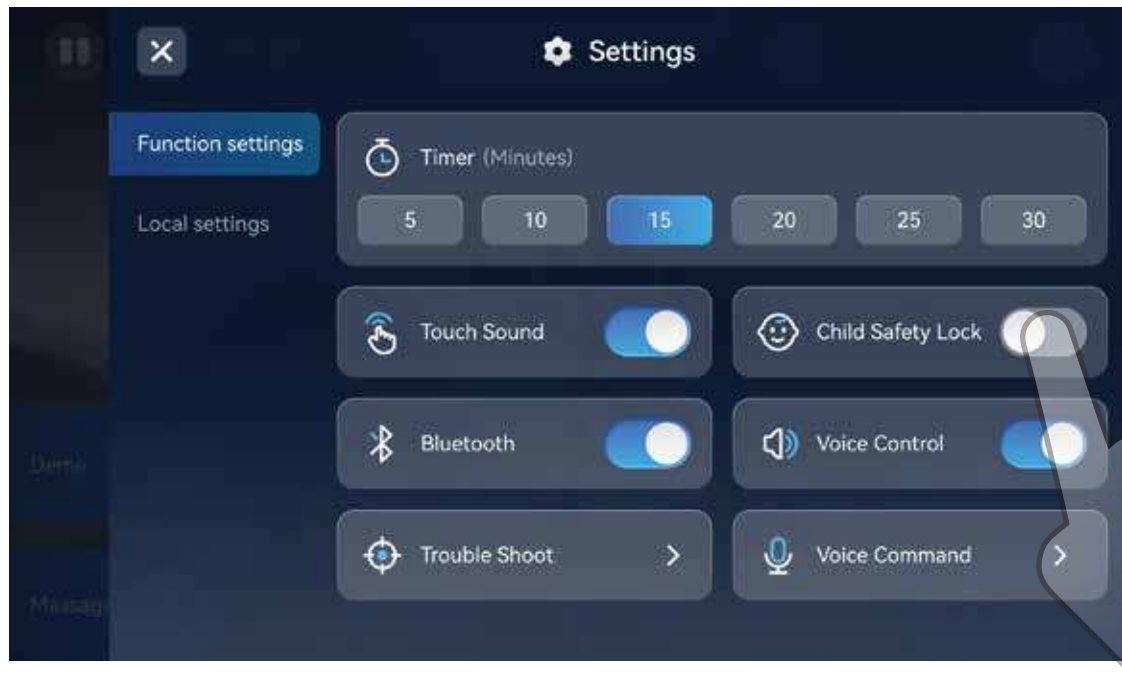 Settings
Function settings
Local settings
Timer (Minutes)
5 10 15 20 25 30
Touch Sound
Child Safety Lock
Bluetooth
Voice Control
Trouble Shoot
Voice Command
Demo